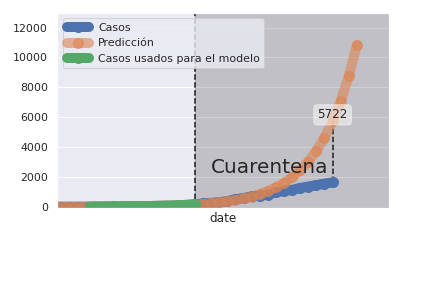 12000
10000
8000
6000
4000
2000
0
Casos
Predicción
Casos usados para el modelo
5722
Cuarentena
date